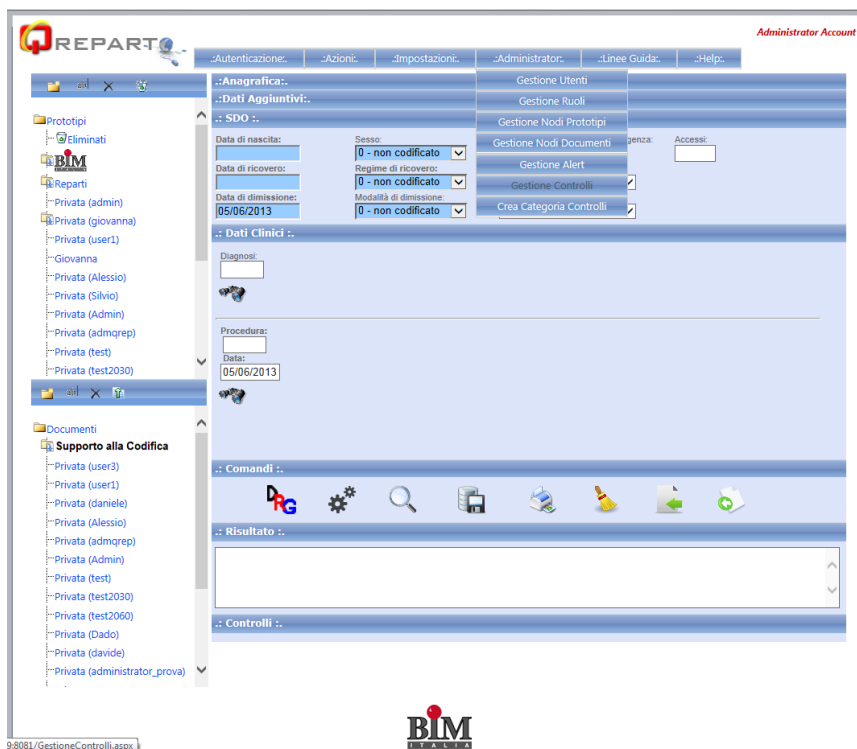 QREPARTO
Administrator Account
.:Autenticazione:. .:Azioni:. .:Impostazioni:. .:Administrator:. .:Linee Guida:. .:Help:.
Gestione Utenti
Gestione Ruoli
Gestione Nodi Prototipi
Gestione Nodi Documenti
Gestione Alert
Gestione Controlli
Crea Categoria Controlli
Prototipi
Eliminati
BIM
ITALIA
Reparti
Privata (admin)
Privata (giovanna)
Privata (user1)
Giovanna
Privata (Alessio)
Privata (Silvio)
Privata (Admin)
Privata (admqrep)
Privata (test)
Privata (test2030)
Documenti
Supporto alla Codifica
Privata (user3)
Privata (user1)
Privata (daniele)
Privata (Alessio)
Privata (admqrep)
Privata (Admin)
Privata (test)
Privata (test2030)
Privata (test2060)
Privata (Dado)
Privata (davide)
Privata (administrator_prova)
.:Anagrafica:.
.:Dati Aggiuntivi:.
.: SDO :.
Data di nascita: Sesso: genza: Accessi:
0 - non codificato
Data di ricovero: Regime di ricovero:
0 - non codificato
Data di dimissione: Modalità di dimissione:
05/06/2013 0 - non codificato
.: Dati Clinici :.
Diagnosi:
Procedura:
Data:
05/06/2013
.: Comandi :.
DRG
.: Risultato :.
.: Controlli :.
BIM
ITALIA
9:8081/GestioneControlli.aspx